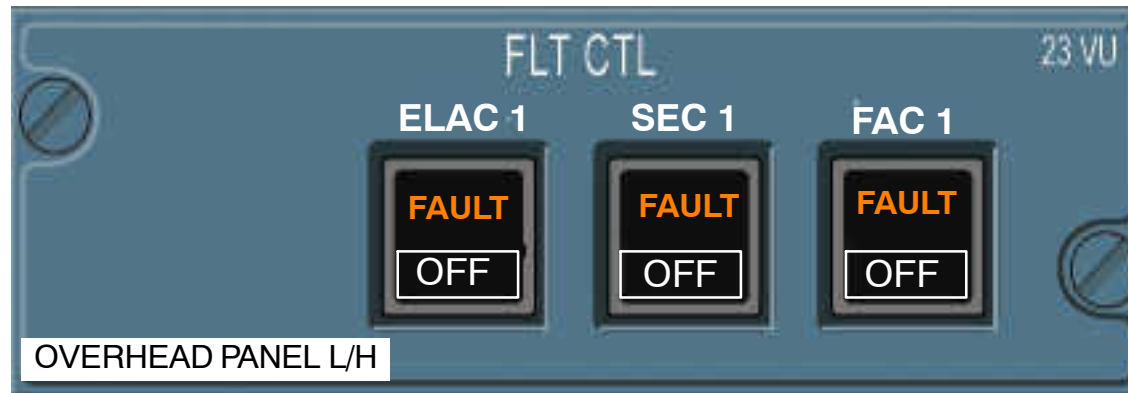 FLT CTL
23 VU
ELAC 1 SEC 1 FAC 1
FAULT FAULT FAULT
OFF OFF OFF
OVERHEAD PANEL L/H